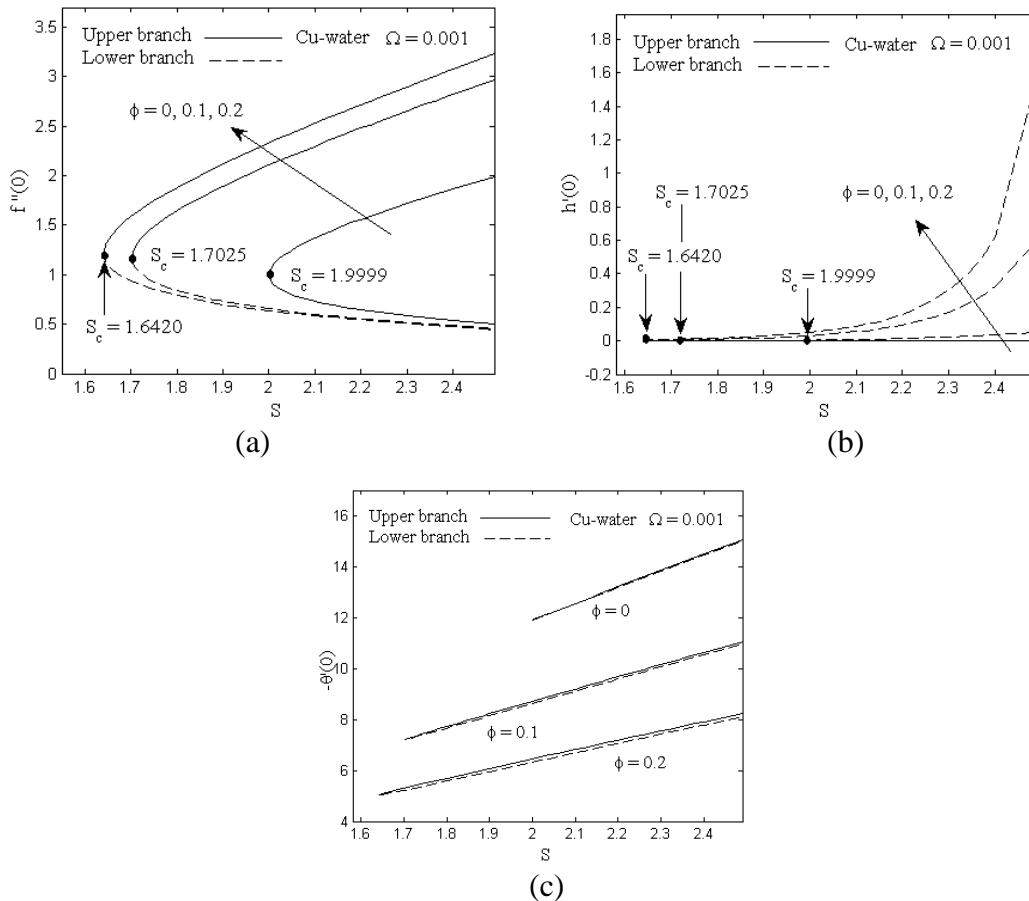 Upper branch
Lower branch
Cu-water Ω = 0.001
ϕ = 0, 0.1, 0.2
S_c = 1.7025
S_c = 1.9999
S_c = 1.6420
f "(0)
3.5
3
2.5
2
1.5
1
0.5
0
1.6 1.7 1.8 1.9 2 2.1 2.2 2.3 2.4
S
(a)
Upper branch
Lower branch
Cu-water Ω = 0.001
S_c = 1.7025
ϕ = 0, 0.1, 0.2
S_c = 1.6420
S_c = 1.9999
h'(0)
1.8
1.6
1.4
1.2
1
0.8
0.6
0.4
0.2
0
-0.2
1.6 1.7 1.8 1.9 2 2.1 2.2 2.3 2.4
S
(b)
Upper branch
Lower branch
Cu-water Ω = 0.001
ϕ = 0
ϕ = 0.1
ϕ = 0.2
-θ'(0)
16
14
12
10
8
6
4
1.6 1.7 1.8 1.9 2 2.1 2.2 2.3 2.4
S
(c)